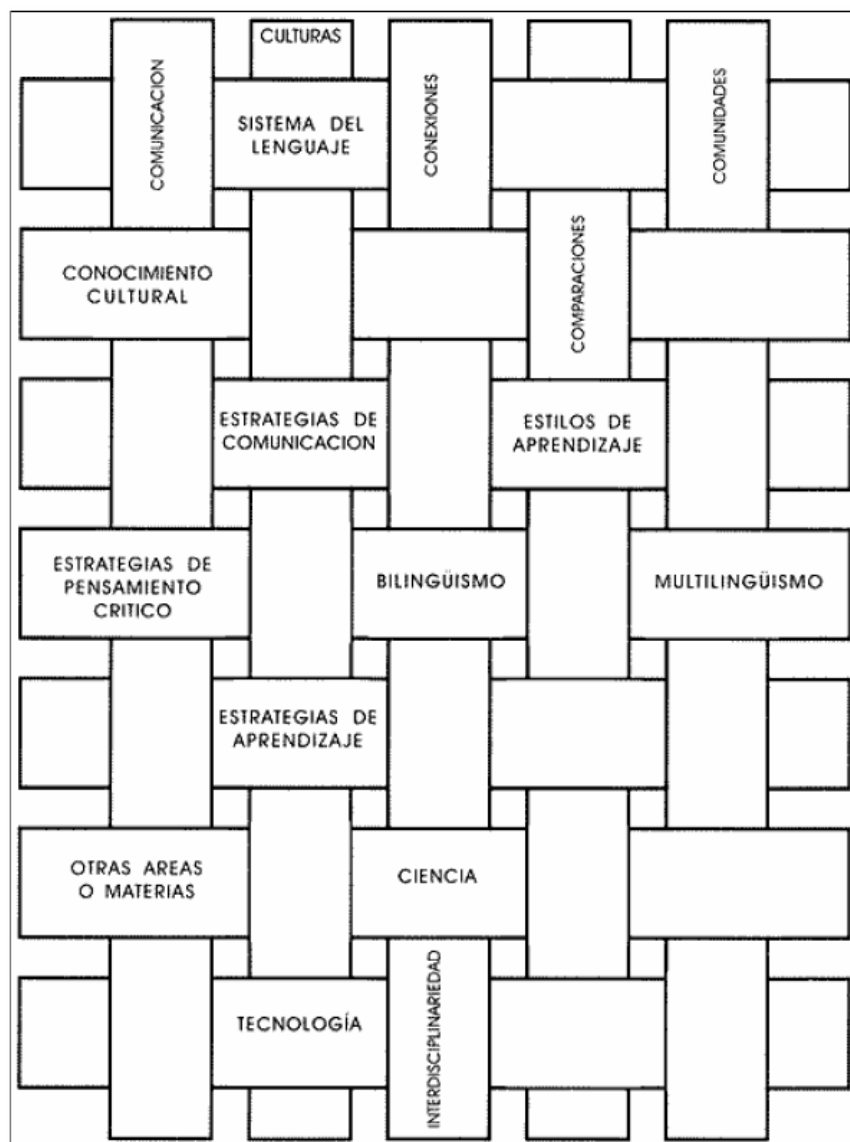 CULTURAS
COMUNICACION
SISTEMA DEL
LENGUAJE
CONEXIONES
COMUNIDADES
CONOCIMIENTO
CULTURAL
COMPARACIONES
ESTRATEGIAS DE
COMUNICACION
ESTILOS DE
APRENDIZAJE
ESTRATEGIAS DE
PENSAMIENTO
CRITICO
BILINGÜISMO
MULTILINGÜISMO
ESTRATEGIAS DE
APRENDIZAJE
OTRAS AREAS
O MATERIAS
CIENCIA
TECNOLOGÍA
INTERDISCIPLINARIEDAD